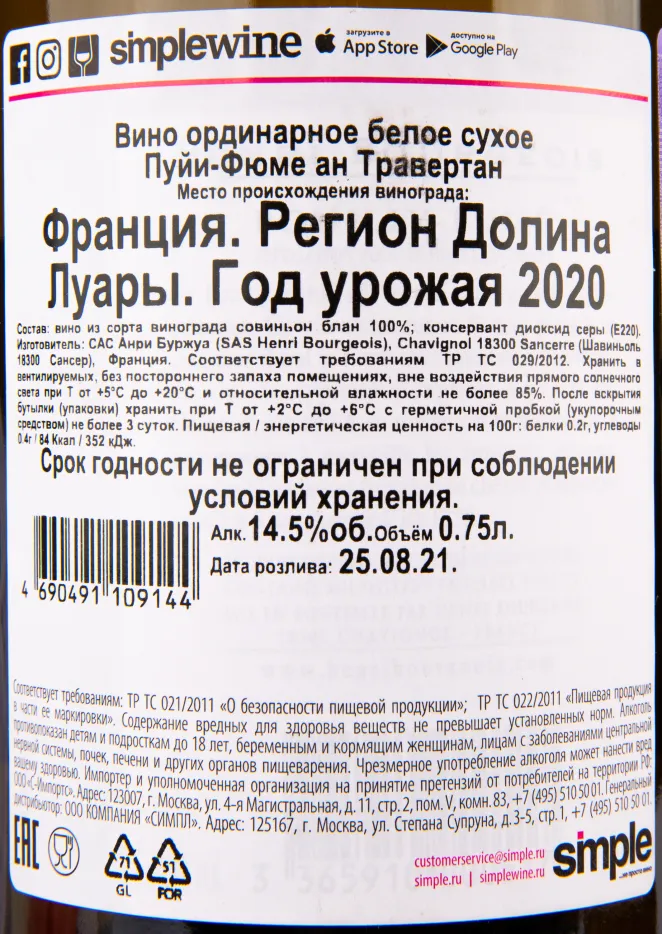 simplewine загрузите в App Store доступно на Google Play
Вино ординарное белое сухое
Пуйи-Фюме ан Травертан
Место происхождения винограда:
Франция. Регион Долина
Луары. Год урожая 2020
Состав: вино из сорта винограда совиньон блан 100%; консервант диоксид серы (Е220).
Изготовитель: САС Анри Буржуа (SAS Henri Bourgeois), Chavignol 18300 Sancerre (Шавиньоль
18300 Сансер), Франция. Соответствует требованиям ТР ТС 029/2012. Хранить в
вентилируемых, без постороннего запаха помещениях, вне воздействия прямого солнечного
света при Т от +5°С до +20°С и относительной влажности не более 85%. После вскрытия
бутылки (упаковки) хранить при Т от +2°С до +6°С с герметичной пробкой (укупорочным
средством) не более 3 суток. Пищевая / энергетическая ценность на 100г: белки 0.2г, углеводы
0.4г / 84 Ккал / 352 кДж.
Срок годности не ограничен при соблюдении
условий хранения.
Алк. 14.5%об. Объём 0.75л.
Дата розлива: 25.08.21.
4 690491 109144
Соответствует требованиям: ТР ТС 021/2011 «О безопасности пищевой продукции»; ТР ТС 022/2011 «Пищевая продукция
в части ее маркировки». Содержание вредных для здоровья веществ не превышает установленных норм. Алкоголь
противопоказан детям и подросткам до 18 лет, беременным и кормящим женщинам, лицам с заболеваниями центральной
нервной системы, почек, печени и других органов пищеварения. Чрезмерное употребление алкоголя может нанести вред
вашему здоровью. Импортер и уполномоченная организация на принятие претензий от потребителей на территории РФ:
ООО «С-Импортс». Адрес: 123007, г. Москва, ул. 4-я Магистральная, д. 11, стр. 2, пом. V, комн. 83, +7 (495) 510 50 01. Генеральный
дистрибьютор: ООО КОМПАНИЯ «СИМПЛ». Адрес: 125167, г. Москва, ул. Степана Супруна, д. 3-5, стр.1, +7 (495) 510 50 01.
EAC
71
GL
51
FOR
customerservice@simple.ru
simple.ru | simplewine.ru
simple
...не просто вино